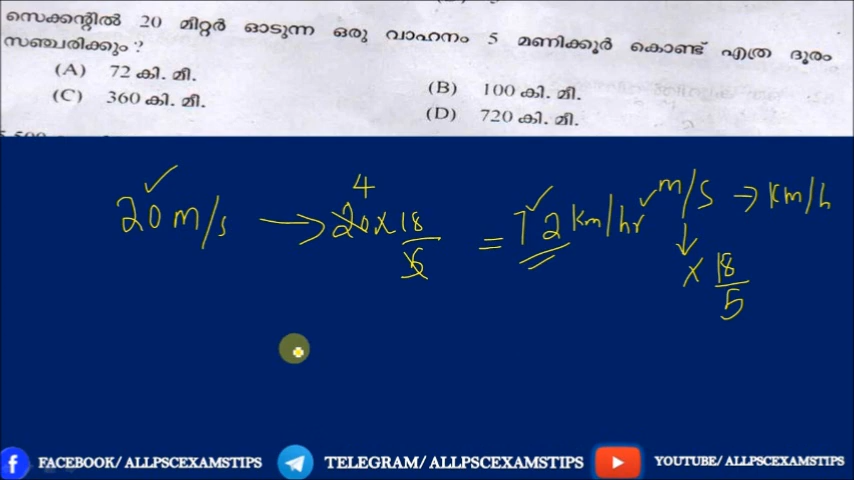 സെക്കന്റിൽ 20 മീറ്റർ ഓടുന്ന ഒരു വാഹനം 5 മണിക്കൂർ കൊണ്ട് എത്ര ദൂരം
സഞ്ചരിക്കും ?
(A) 72 കി. മീ.
(B) 100 കി. മീ.
(C) 360 കി. മീ.
(D) 720 കി. മീ.
4
20 m/s → 20 × 18/5 = 72 km/hr
m/s → km/h
↓
× 18/5
FACEBOOK/ ALLPSCEXAMSTIPS
TELEGRAM/ ALLPSCEXAMSTIPS
YOUTUBE/ ALLPSCEXAMSTIPS